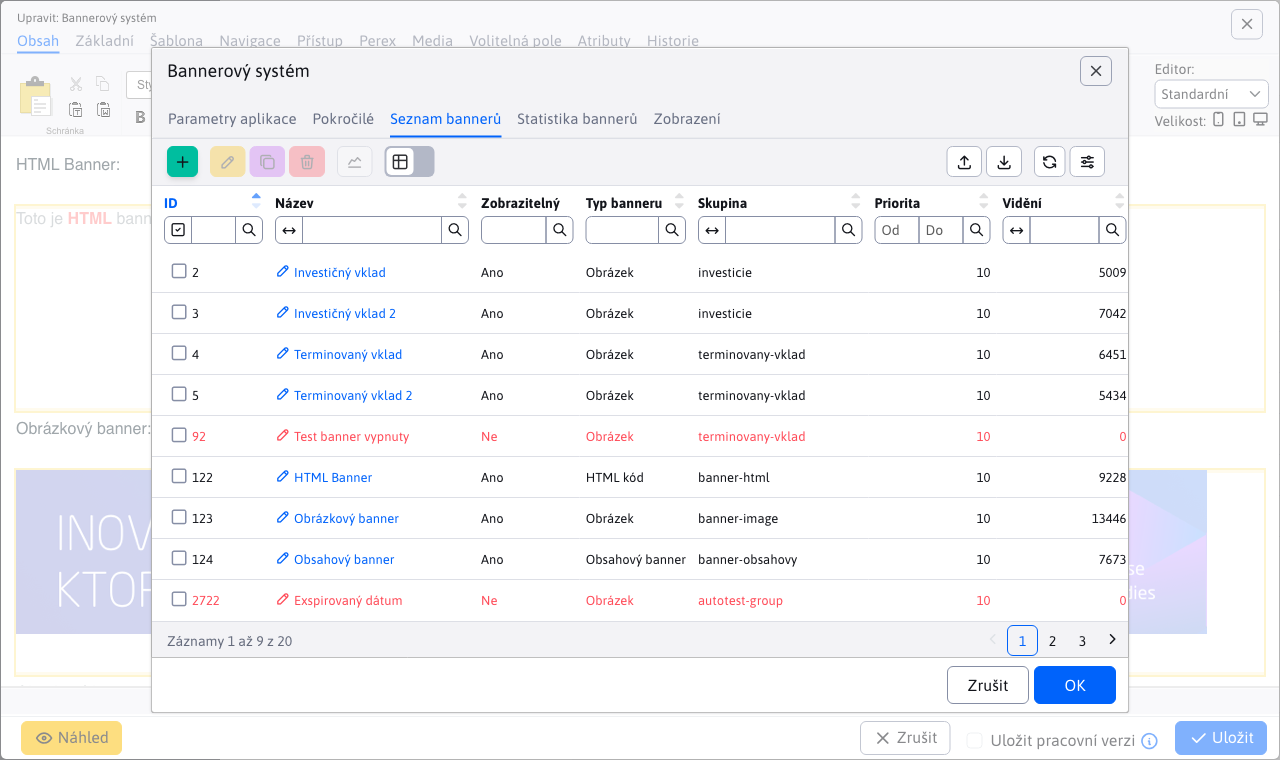 Upravit: Bannerový systém
Obsah Základní Šablona Navigace Přístup Perex Media Volitelná pole Atributy Historie
Schránka
B
Editor:
Standardní
Velikost:
HTML Banner:
Toto je HTML bann
Obrázkový banner:
INOV
KTOR
se
dies
Bannerový systém
Parametry aplikace Pokročilé Seznam bannerů Statistika bannerů Zobrazení
ID Název Zobrazitelný Typ banneru Skupina Priorita Vidění
Od Do
2 Investičný vklad Ano Obrázek investicie 10 5009
3 Investičný vklad 2 Ano Obrázek investicie 10 7042
4 Terminovaný vklad Ano Obrázek terminovany-vklad 10 6451
5 Terminovaný vklad 2 Ano Obrázek terminovany-vklad 10 5434
92 Test banner vypnuty Ne Obrázek terminovany-vklad 10 0
122 HTML Banner Ano HTML kód banner-html 10 9228
123 Obrázkový banner Ano Obrázek banner-image 10 13446
124 Obsahový banner Ano Obsahový banner banner-obsahovy 10 7673
2722 Exspirovaný dátum Ne Obrázek autotest-group 10 0
Záznamy 1 až 9 z 20
1 2 3
Zrušit OK
Náhled
Zrušit Uložit pracovní verzi Uložit